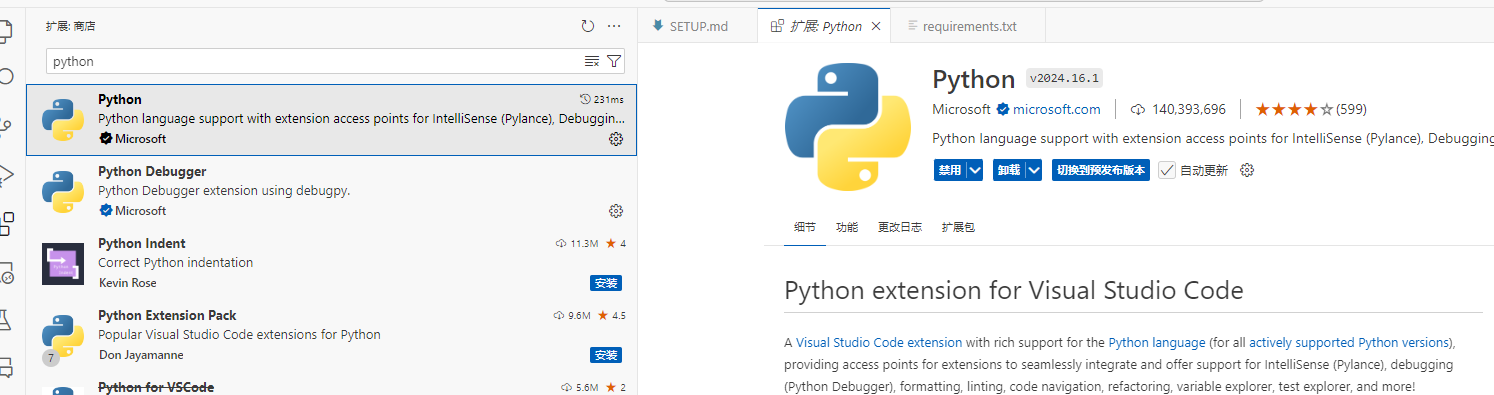 扩展: 商店
python
Python
231ms
Python language support with extension access points for IntelliSense (Pylance), Debuggin...
Microsoft
Python Debugger
Python Debugger extension using debugpy.
Microsoft
Python Indent
11.3M ★ 4
Correct Python indentation
Kevin Rose
安装
Python Extension Pack
9.6M ★ 4.5
Popular Visual Studio Code extensions for Python
7
Don Jayamanne
安装
Python for VSCode
5.6M ★ 2
SETUP.md
扩展: Python
requirements.txt
Python v2024.16.1
Microsoft microsoft.com 140,393,696 (599)
Python language support with extension access points for IntelliSense (Pylance), Debugging
禁用 卸载 切换到预发布版本 自动更新
细节 功能 更改日志 扩展包
Python extension for Visual Studio Code
A Visual Studio Code extension with rich support for the Python language (for all actively supported Python versions),
providing access points for extensions to seamlessly integrate and offer support for IntelliSense (Pylance), debugging
(Python Debugger), formatting, linting, code navigation, refactoring, variable explorer, test explorer, and more!